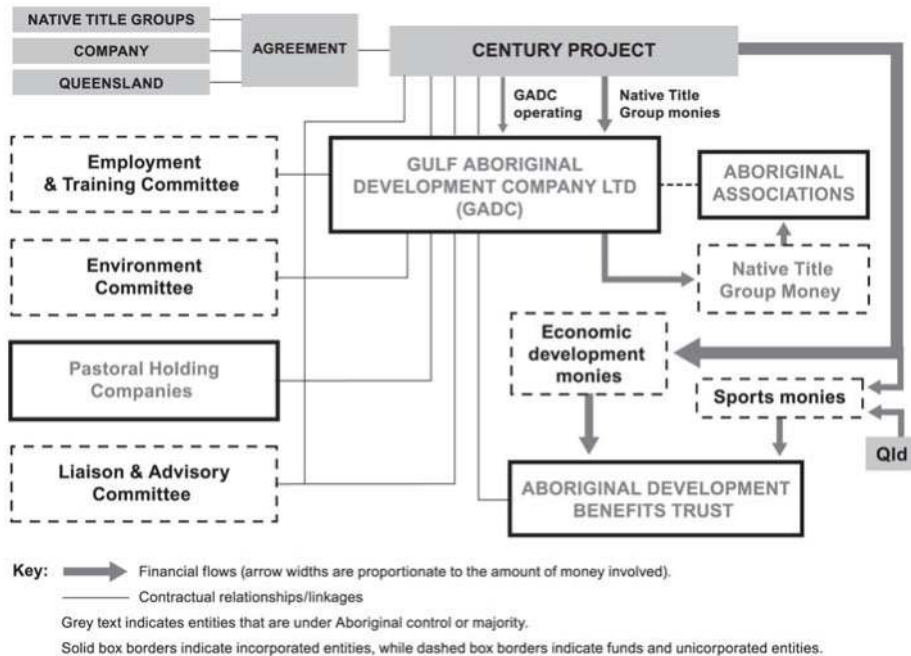 NATIVE TITLE GROUPS
COMPANY
QUEENSLAND
AGREEMENT
CENTURY PROJECT
GADC
operating
Native Title
Group monies
Employment
& Training Committee
GULF ABORIGINAL
DEVELOPMENT COMPANY LTD
(GADC)
ABORIGINAL
ASSOCIATIONS
Environment
Committee
Native Title
Group Money
Pastoral Holding
Companies
Economic
development
monies
Sports monies
Qld
Liaison & Advisory
Committee
ABORIGINAL DEVELOPMENT
BENEFITS TRUST
Key:
Financial flows (arrow widths are proportionate to the amount of money involved).
Contractual relationships/linkages
Grey text indicates entities that are under Aboriginal control or majority.
Solid box borders indicate incorporated entities, while dashed box borders indicate funds and unicorporated entities.